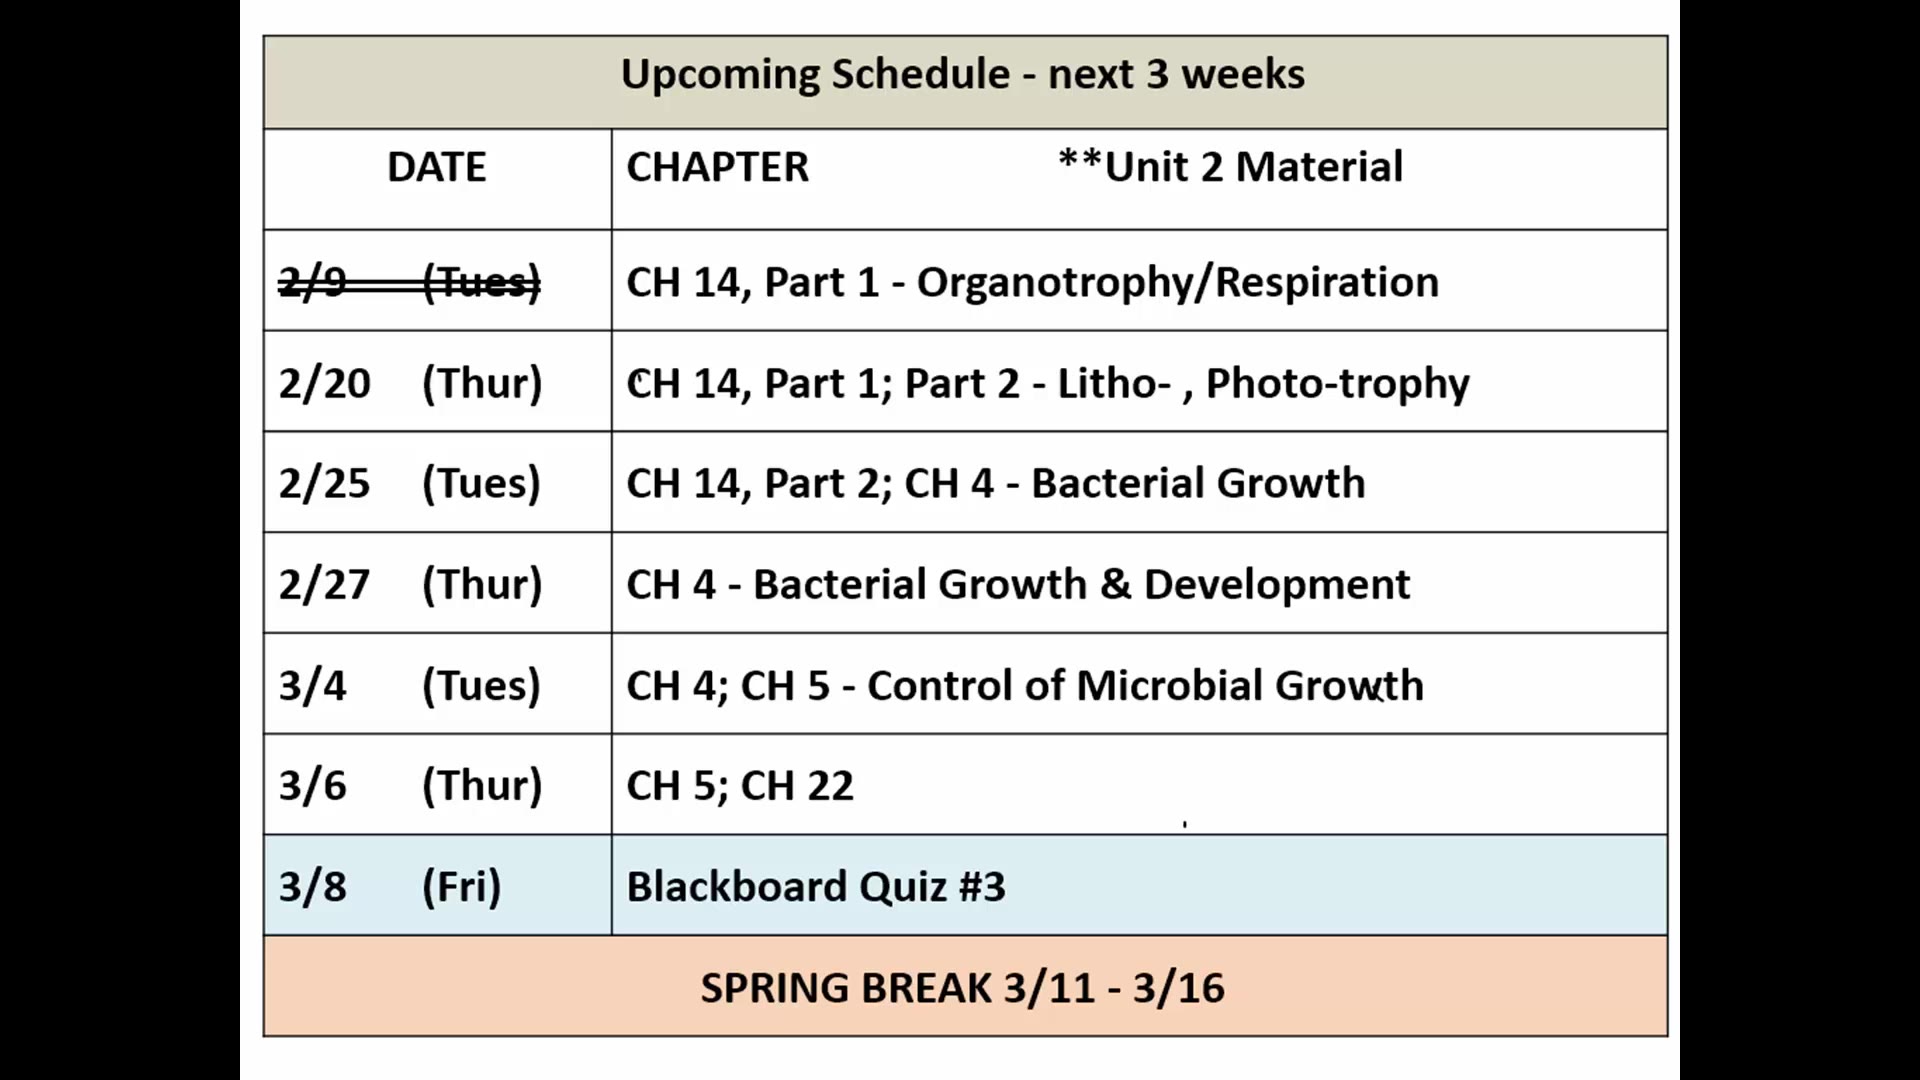 Upcoming Schedule - next 3 weeks
DATE CHAPTER **Unit 2 Material
2/9 (Tues) CH 14, Part 1 - Organotrophy/Respiration
2/20 (Thur) CH 14, Part 1; Part 2 - Litho- , Photo-trophy
2/25 (Tues) CH 14, Part 2; CH 4 - Bacterial Growth
2/27 (Thur) CH 4 - Bacterial Growth & Development
3/4 (Tues) CH 4; CH 5 - Control of Microbial Growth
3/6 (Thur) CH 5; CH 22
3/8 (Fri) Blackboard Quiz #3
SPRING BREAK 3/11 - 3/16